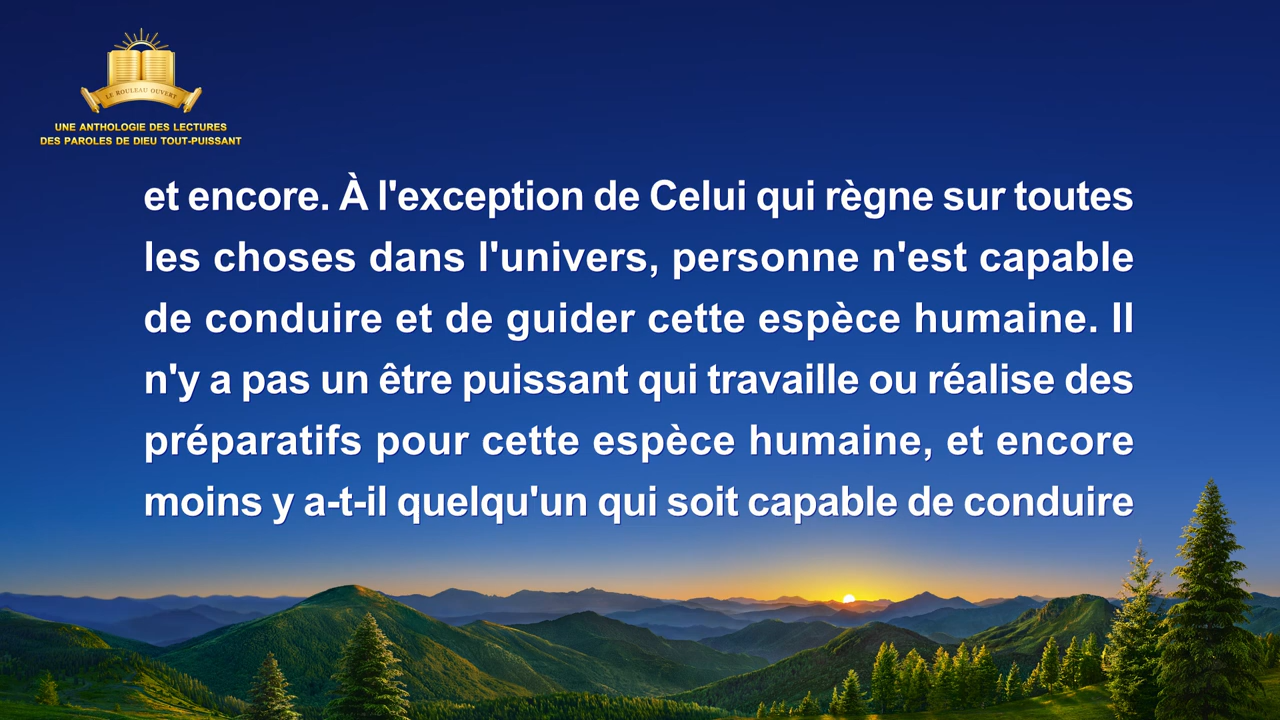 LE ROULEAU OUVERT
UNE ANTHOLOGIE DES LECTURES
DES PAROLES DE DIEU TOUT-PUISSANT
et encore. À l'exception de Celui qui règne sur toutes
les choses dans l'univers, personne n'est capable
de conduire et de guider cette espèce humaine. Il
n'y a pas un être puissant qui travaille ou réalise des
préparatifs pour cette espèce humaine, et encore
moins y a-t-il quelqu'un qui soit capable de conduire